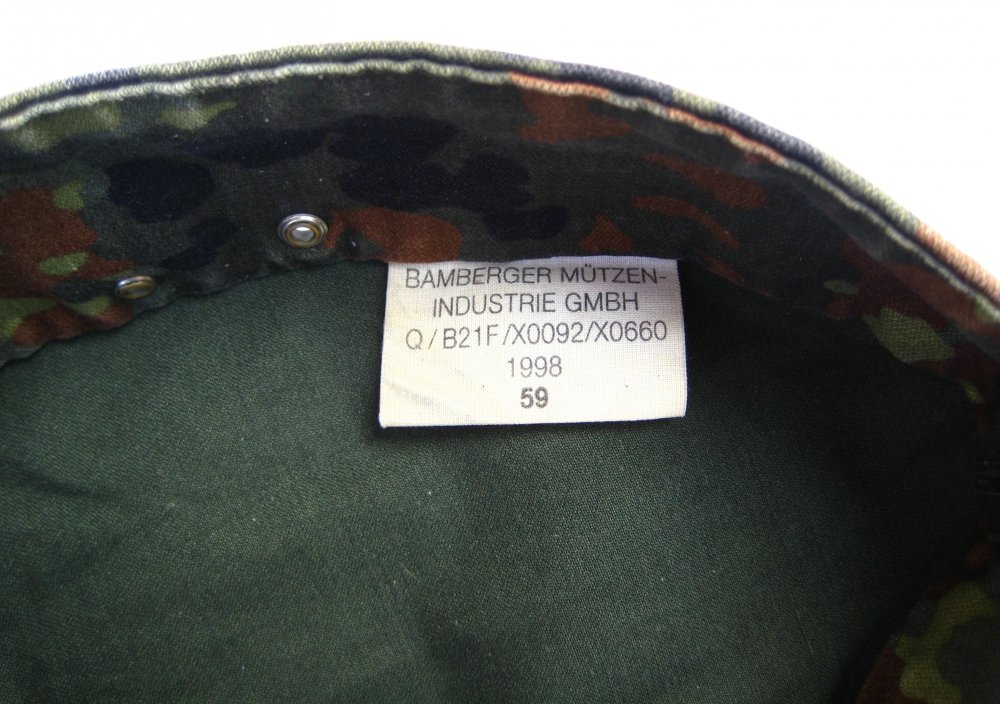 BAMBERGER MÜTZEN-
INDUSTRIE GMBH
Q/B21F/X0092/X0660
1998
59